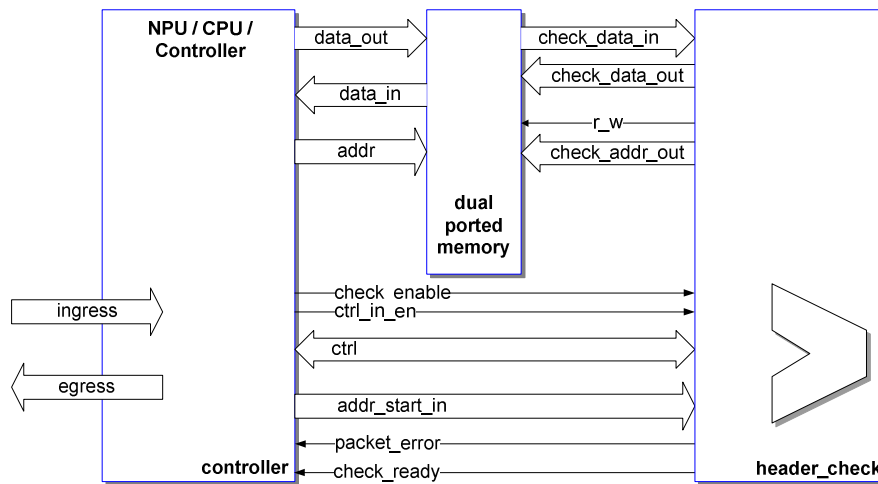 NPU / CPU /
Controller
data_out
data_in
addr
dual
ported
memory
check_data_in
check_data_out
r_w
check_addr_out
ingress
egress
check_enable
ctrl_in_en
ctrl
addr_start_in
packet_error
check_ready
controller
header_check